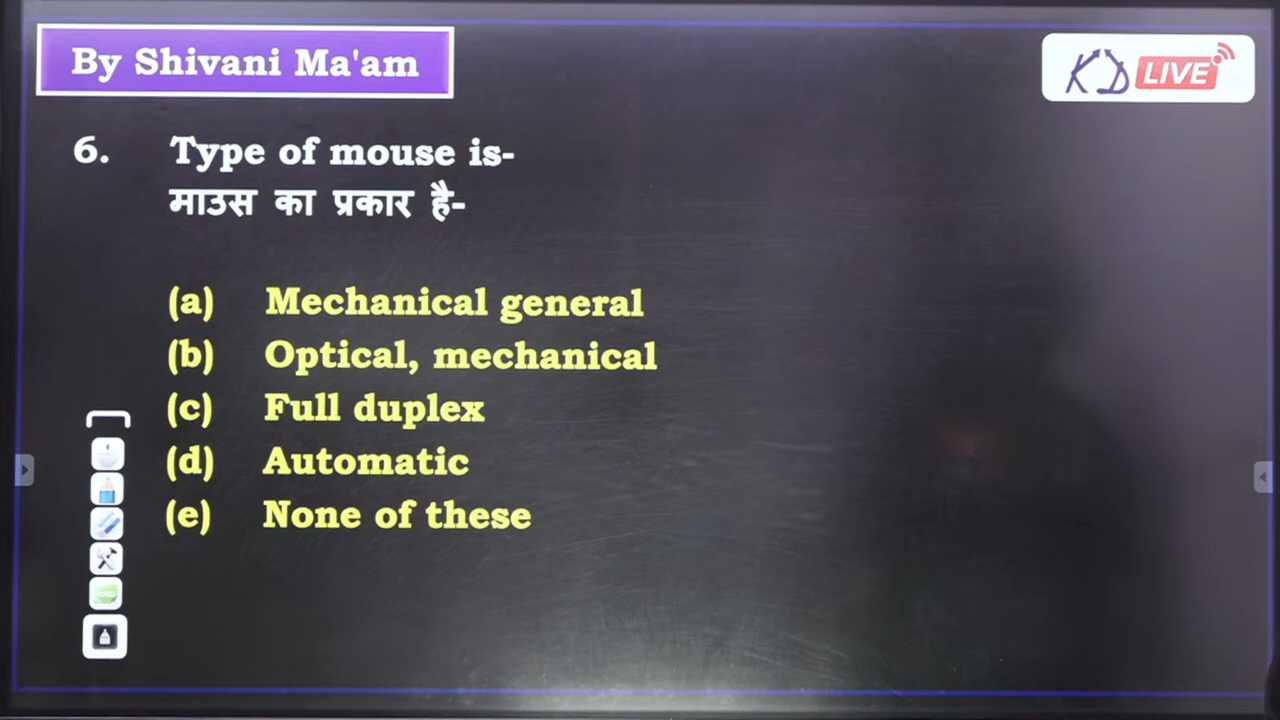 By Shivani Ma'am
KD LIVE
6. Type of mouse is-
माउस का प्रकार है-
(a) Mechanical general
(b) Optical, mechanical
(c) Full duplex
(d) Automatic
(e) None of these